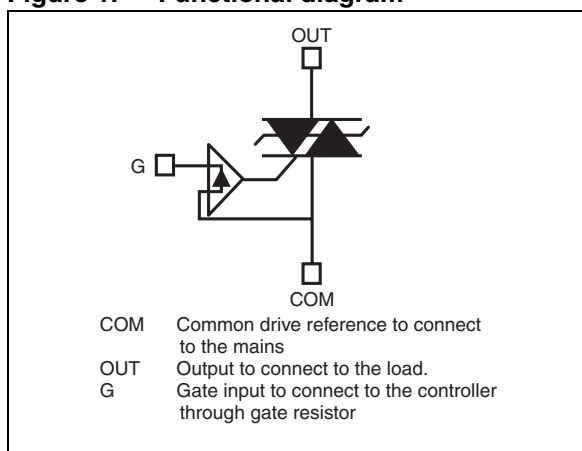 Figure 1. Functional diagram
OUT
G
COM
COM Common drive reference to connect
to the mains
OUT Output to connect to the load.
G Gate input to connect to the controller
through gate resistor